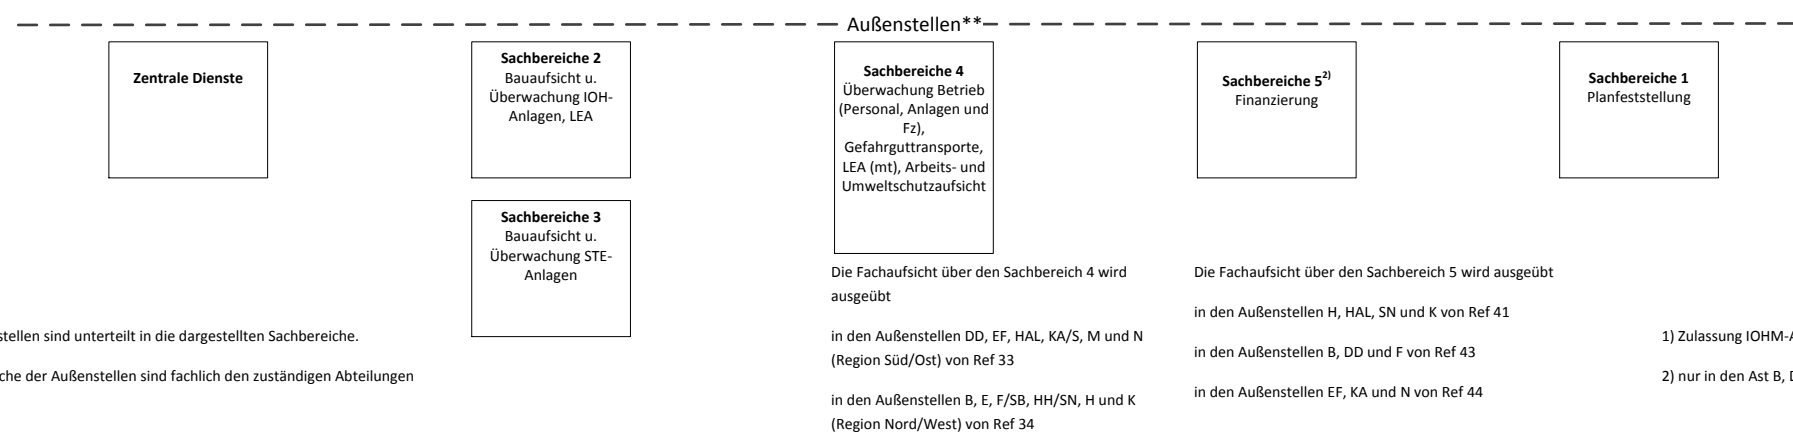 Außenstellen**
Zentrale Dienste
Sachbereiche 2
Bauaufsicht u.
Überwachung IOH-
Anlagen, LEA
Sachbereiche 3
Bauaufsicht u.
Überwachung STE-
Anlagen
Sachbereiche 4
Überwachung Betrieb
(Personal, Anlagen und
Fz),
Gefahrguttransporte,
LEA (mt), Arbeits- und
Umweltschutzaufsicht
Sachbereiche 5²⁾
Finanzierung
Sachbereiche 1
Planfeststellung
stellen sind unterteilt in die dargestellten Sachbereiche.
che der Außenstellen sind fachlich den zuständigen Abteilungen
Die Fachaufsicht über den Sachbereich 4 wird
ausgeübt
in den Außenstellen DD, EF, HAL, KA/S, M und N
(Region Süd/Ost) von Ref 33
in den Außenstellen B, E, F/SB, HH/SN, H und K
(Region Nord/West) von Ref 34
Die Fachaufsicht über den Sachbereich 5 wird ausgeübt
in den Außenstellen H, HAL, SN und K von Ref 41
in den Außenstellen B, DD und F von Ref 43
in den Außenstellen EF, KA und N von Ref 44
1) Zulassung IOHM-A
2) nur in den Ast B, D